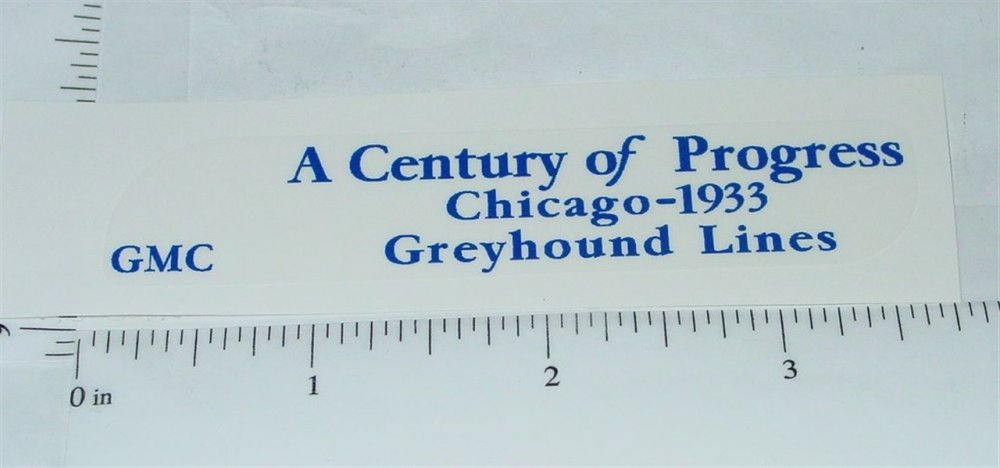 A Century of Progress
Chicago-1933
GMC Greyhound Lines
0 in 1 2 3